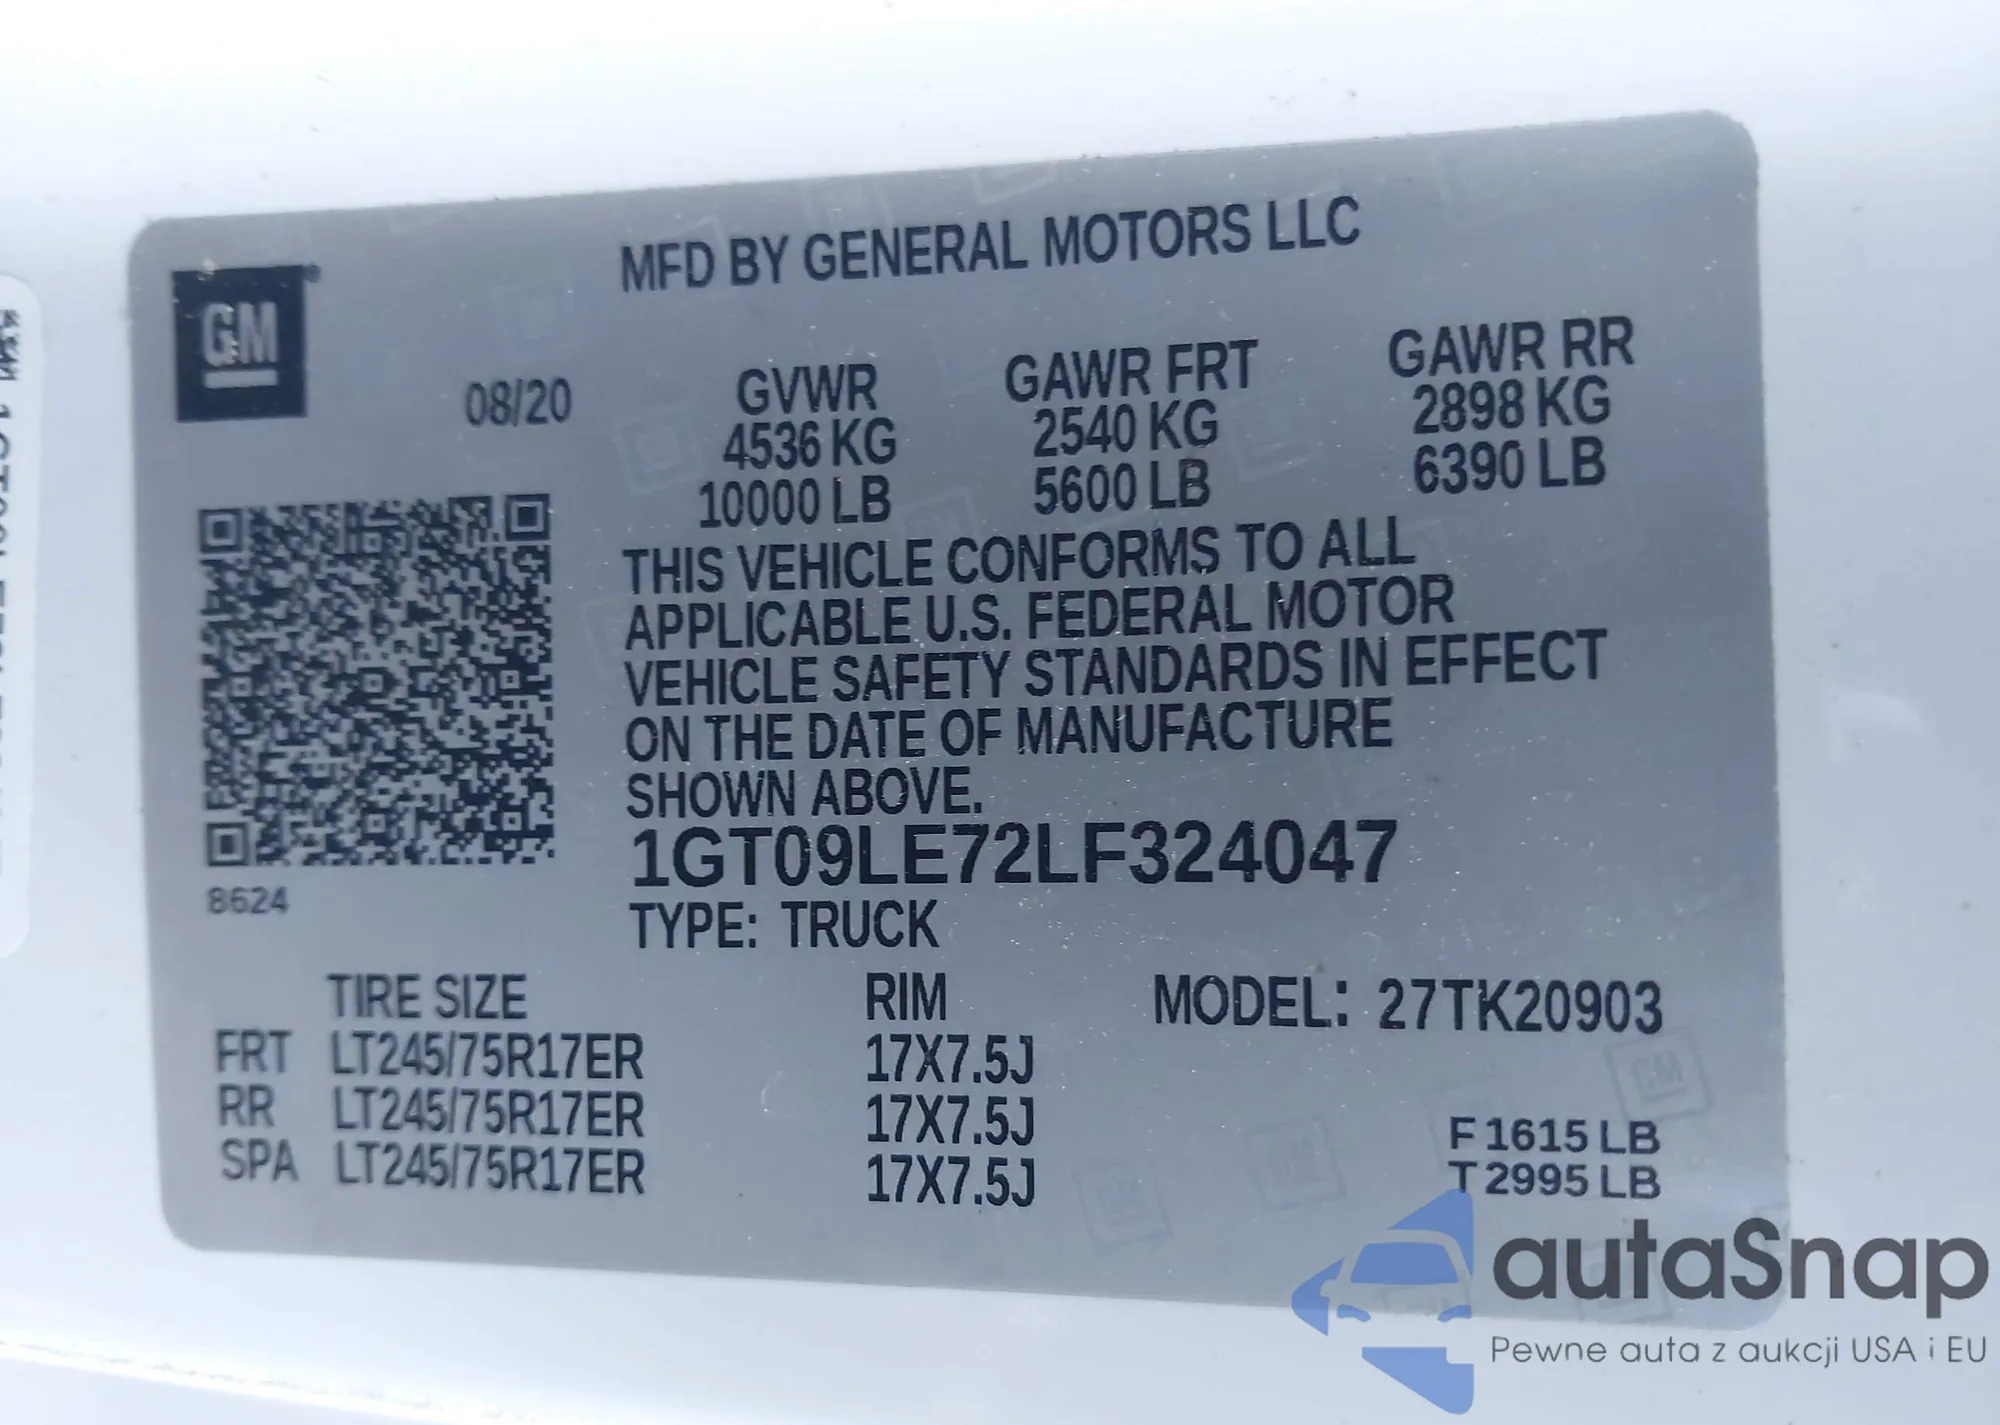 MFD BY GENERAL MOTORS LLC
GM
08/20
GVWR GAWR FRT GAWR RR
4536 KG 2540 KG 2898 KG
10000 LB 5600 LB 6390 LB
THIS VEHICLE CONFORMS TO ALL
APPLICABLE U.S. FEDERAL MOTOR
VEHICLE SAFETY STANDARDS IN EFFECT
ON THE DATE OF MANUFACTURE
SHOWN ABOVE.
1GT09LE72LF324047
8624
TYPE: TRUCK
TIRE SIZE RIM MODEL: 27TK20903
FRT LT245/75R17ER 17X7.5J
RR LT245/75R17ER 17X7.5J
SPA LT245/75R17ER 17X7.5J
F 1615 LB
T 2995 LB
autaSnap
Pewne auta z aukcji USA i EU